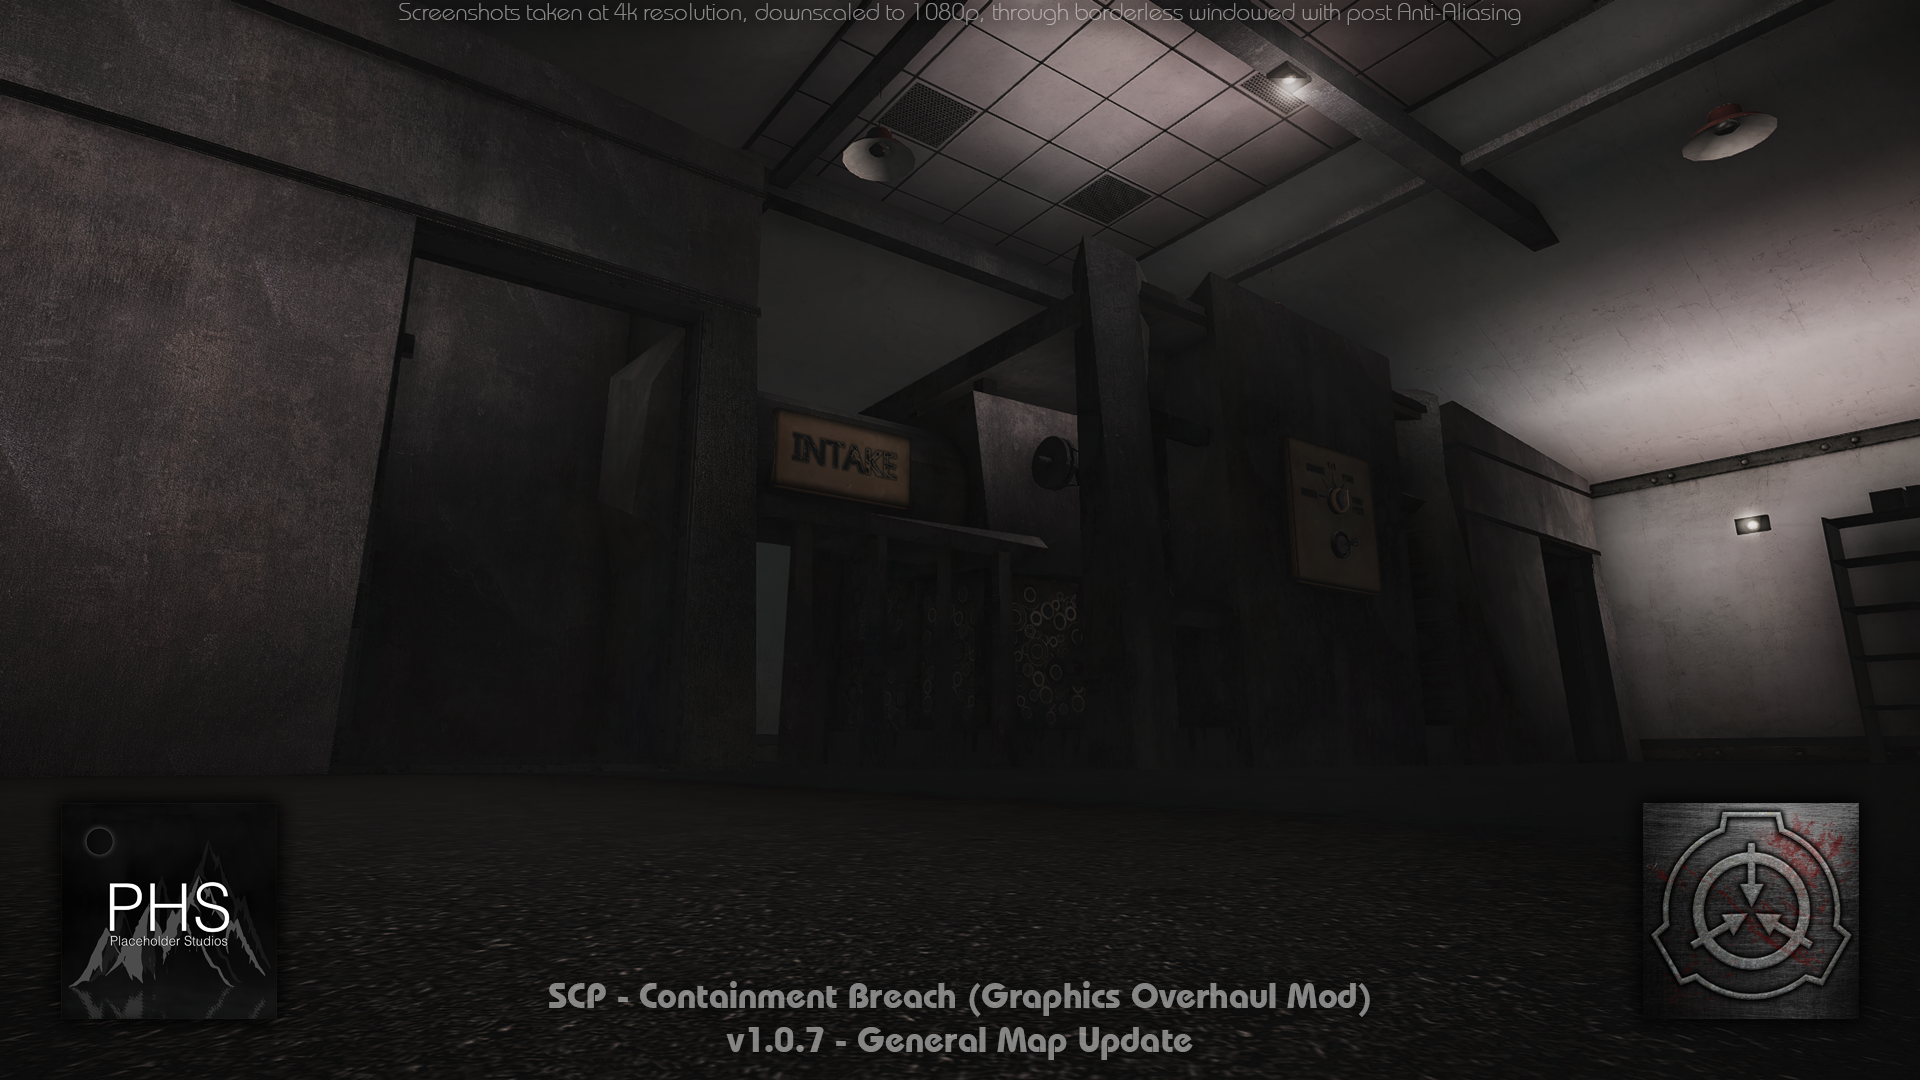 Screenshots taken at 4k resolution, downscaled to 1080p, through borderless windowed with post Anti-Aliasing
INTAKE
PHS
Placeholder Studios
SCP - Containment Breach (Graphics Overhaul Mod)
v1.0.7 - General Map Update